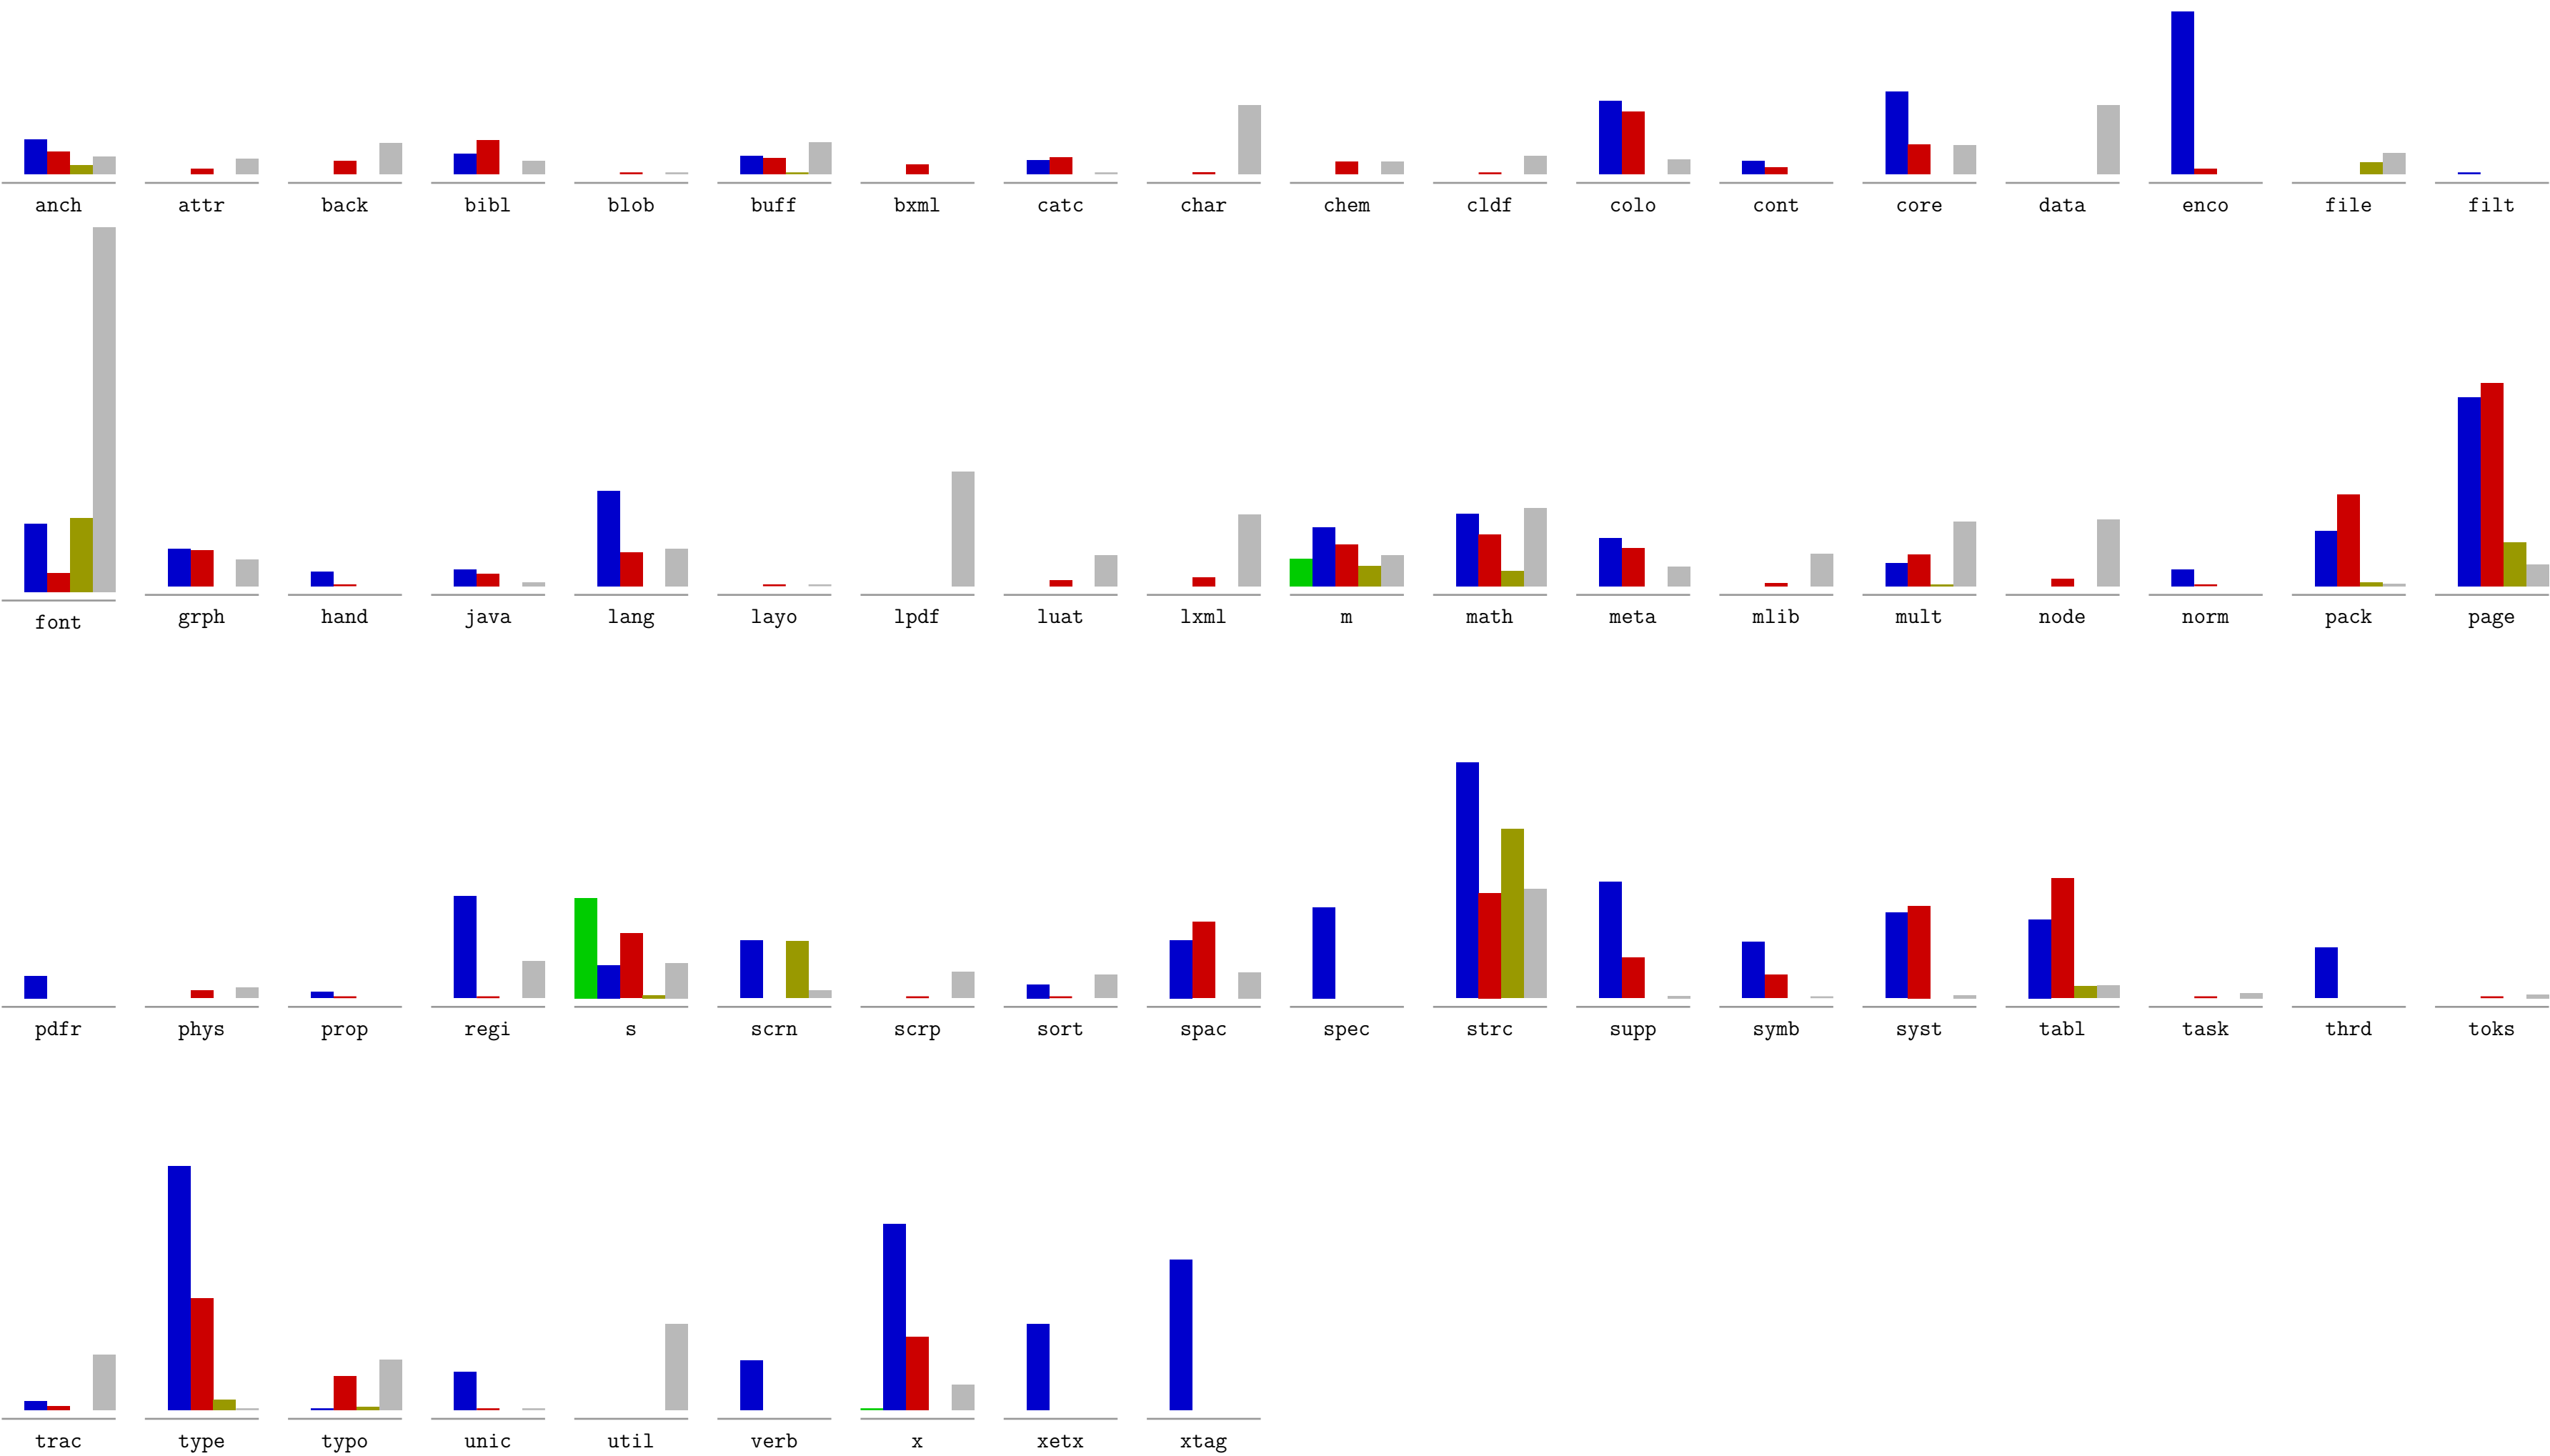 anch attr back bibl blob buff bxml catc char chem cldf colo cont core data enco file filt
font grph hand java lang layo lpdf luat lxml m math meta mlib mult node norm pack page
pdfr phys prop regi s scrn scrp sort spac spec strc supp symb syst tabl task thrd toks
trac type typo unic util verb x xetx xtag